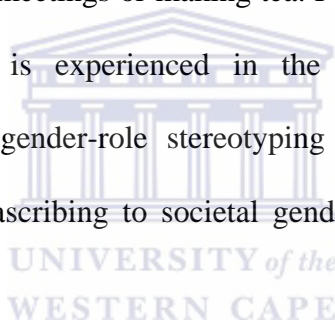 meetings or making tea.
is experienced in the
gender-role stereotyping
ascribing to societal gend
UNIVERSITY of the
WESTERN CAPE